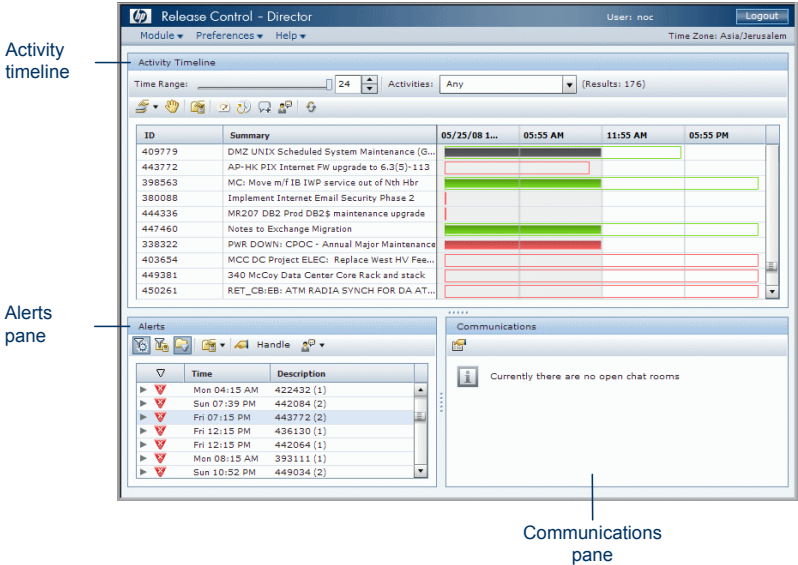 hp Release Control - Director User: noc Logout
Module Preferences Help Time Zone: Asia/Jerusalem
Activity timeline
Activity Timeline
Time Range: 24 Activities: Any (Results: 176)
ID Summary 05/25/08 1... 05:55 AM 11:55 AM 05:55 PM
409779 DMZ UNIX Scheduled System Maintenance (G...
443772 AP-HK PIX Internet FW upgrade to 6.3(5)-113
398563 MC: Move m/f IB IWP service out of Nth Hbr
380088 Implement Internet Email Security Phase 2
444336 MR207 DB2 Prod DB2$ maintenance upgrade
447460 Notes to Exchange Migration
338322 PWR DOWN: CPOC - Annual Major Maintenance
403654 MCC DC Project ELEC: Replace West HV Fee...
449381 340 McCoy Data Center Core Rack and stack
450261 RET_CB:EB: ATM RADIA SYNCH FOR DA AT...
Alerts pane
Alerts
Handle
Time Description
Mon 04:15 AM 422432 (1)
Sun 07:39 PM 442084 (2)
Fri 07:15 PM 443772 (2)
Fri 12:15 PM 436130 (1)
Fri 12:15 PM 442064 (1)
Mon 08:15 AM 393111 (1)
Sun 10:52 PM 449034 (2)
Communications
Currently there are no open chat rooms
Communications
pane